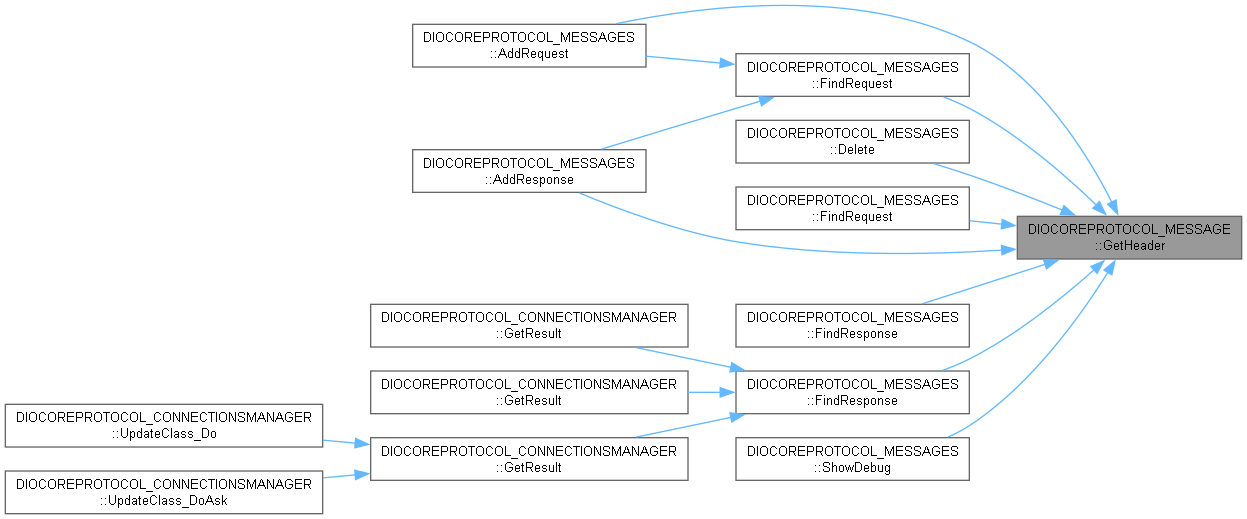 DIOCOREPROTOCOL_MESSAGES
::AddRequest
DIOCOREPROTOCOL_MESSAGES
::FindRequest
DIOCOREPROTOCOL_MESSAGES
::Delete
DIOCOREPROTOCOL_MESSAGES
::AddResponse
DIOCOREPROTOCOL_MESSAGES
::FindRequest
DIOCOREPROTOCOL_MESSAGE
::GetHeader
DIOCOREPROTOCOL_CONNECTIONSMANAGER
::GetResult
DIOCOREPROTOCOL_MESSAGES
::FindResponse
DIOCOREPROTOCOL_CONNECTIONSMANAGER
::GetResult
DIOCOREPROTOCOL_MESSAGES
::FindResponse
DIOCOREPROTOCOL_CONNECTIONSMANAGER
::UpdateClass_Do
DIOCOREPROTOCOL_CONNECTIONSMANAGER
::GetResult
DIOCOREPROTOCOL_MESSAGES
::ShowDebug
DIOCOREPROTOCOL_CONNECTIONSMANAGER
::UpdateClass_DoAsk